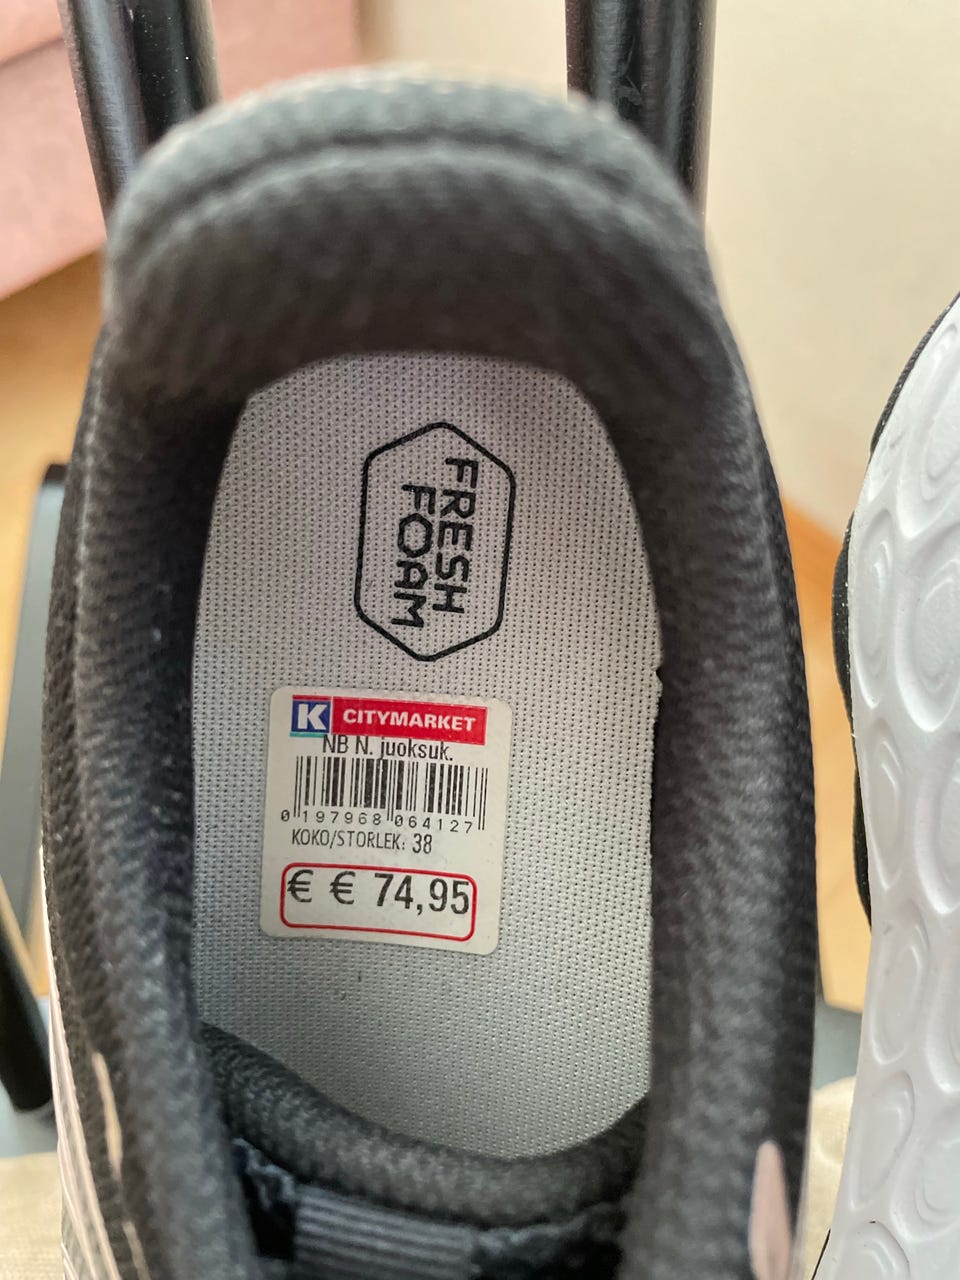 FRESH
FOAM
K CITYMARKET
NB N. juoksuk.
0 197968 064127
KOKO/STORLEK: 38
€ € 74,95